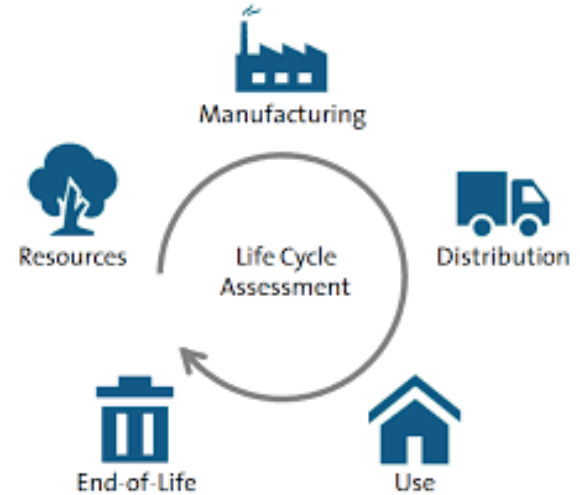 Manufacturing
Resources
Life Cycle
Assessment
Distribution
End-of-Life
Use